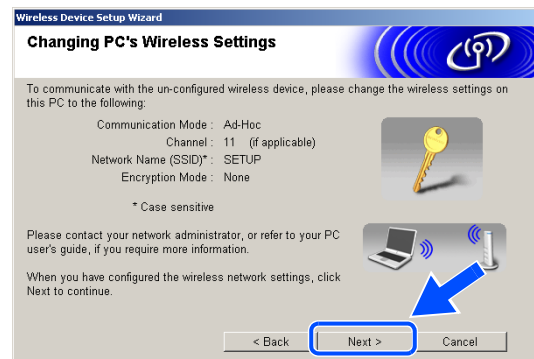 Wireless Device Setup Wizard
Changing PC's Wireless Settings
To communicate with the un-configured wireless device, please change the wireless settings on
this PC to the following:
Communication Mode : Ad-Hoc
Channel : 11 (if applicable)
Network Name (SSID)* : SETUP
Encryption Mode : None
* Case sensitive
Please contact your network administrator, or refer to your PC
user's guide, if you require more information.
When you have configured the wireless network settings, click
Next to continue.
< Back Next > Cancel